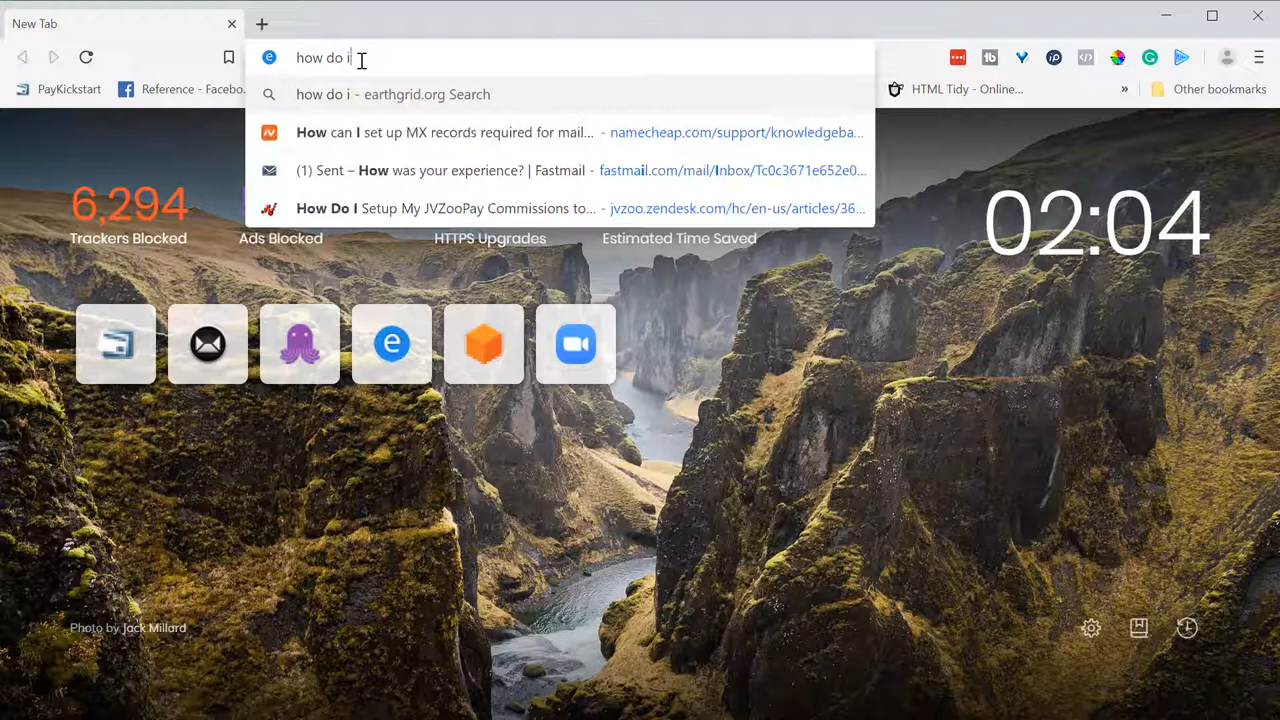 New Tab
how do i
PayKickstart
Reference - Facebo..
HTML Tidy - Online...
»
Other bookmarks
how do i - earthgrid.org Search
How can I set up MX records required for mail... - namecheap.com/support/knowledgeba...
(1) Sent – How was your experience? | Fastmail - fastmail.com/mail/Inbox/Tc0c3671e652e0...
How Do I Setup My JVZooPay Commissions to... - jvzoo.zendesk.com/hc/en-us/articles/36...
6,294
Trackers Blocked
Ads Blocked
HTTPS Upgrades
Estimated Time Saved
02:04
Photo by Jack Millard